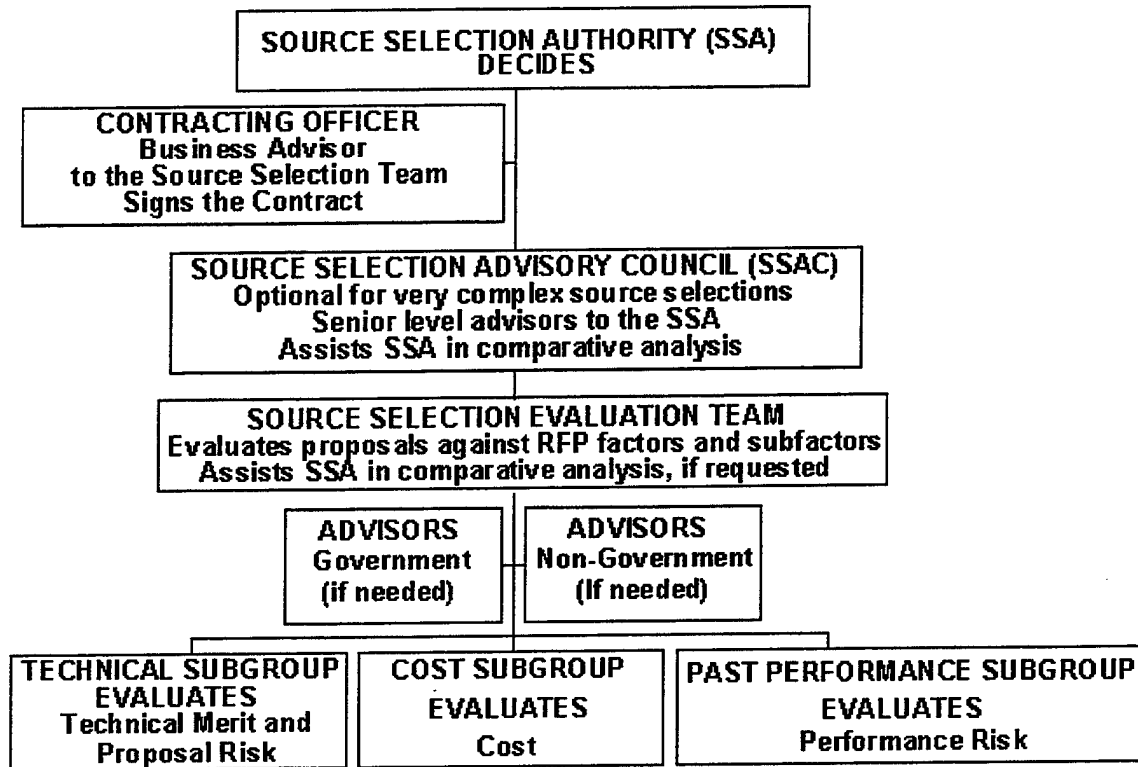 SOURCE SELECTION AUTHORITY (SSA)
DECIDES
CONTRACTING OFFICER
Business Advisor
to the Source Selection Team
Signs the Contract
SOURCE SELECTION ADVISORY COUNCIL (SSAC)
Optional for very complex source selections
Senior level advisors to the SSA
Assists SSA in comparative analysis
SOURCE SELECTION EVALUATION TEAM
Evaluates proposals against RFP factors and subfactors
Assists SSA in comparative analysis, if requested
ADVISORS
Government
(if needed)
ADVISORS
Non-Government
(If needed)
TECHNICAL SUBGROUP
EVALUATES
Technical Merit and
Proposal Risk
COST SUBGROUP
EVALUATES
Cost
PAST PERFORMANCE SUBGROUP
EVALUATES
Performance Risk